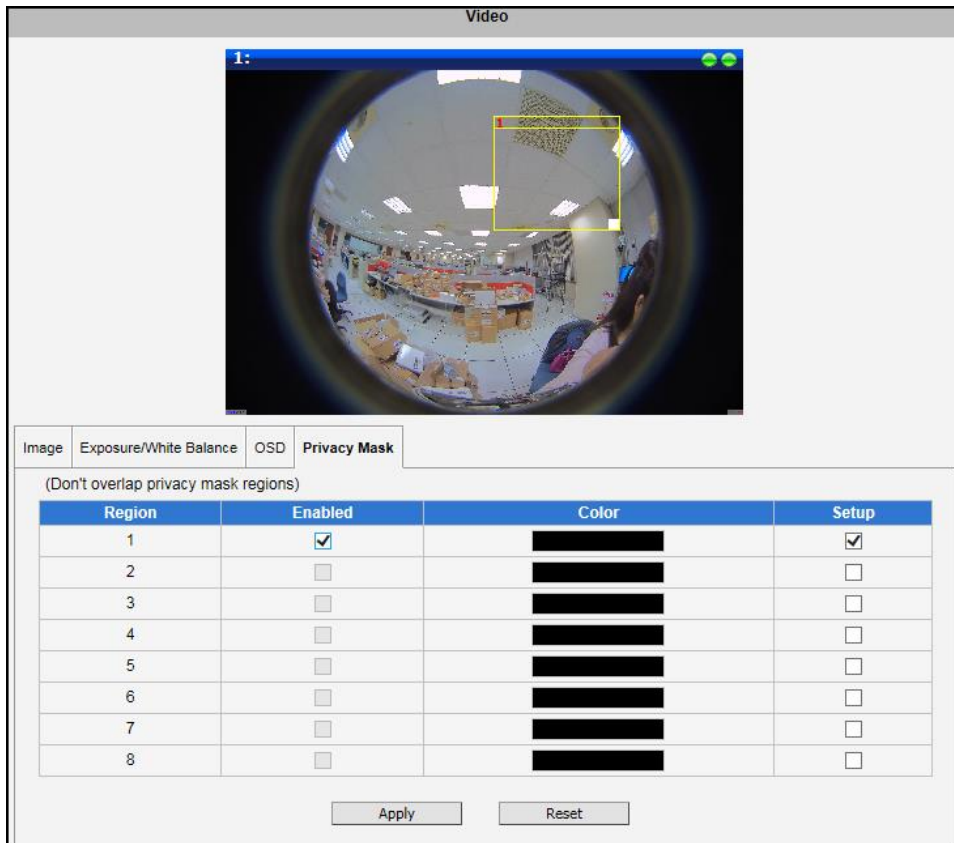 Video
1:
1
Image Exposure/White Balance OSD Privacy Mask
(Don't overlap privacy mask regions)
Region Enabled Color Setup
1
2
3
4
5
6
7
8
Apply Reset